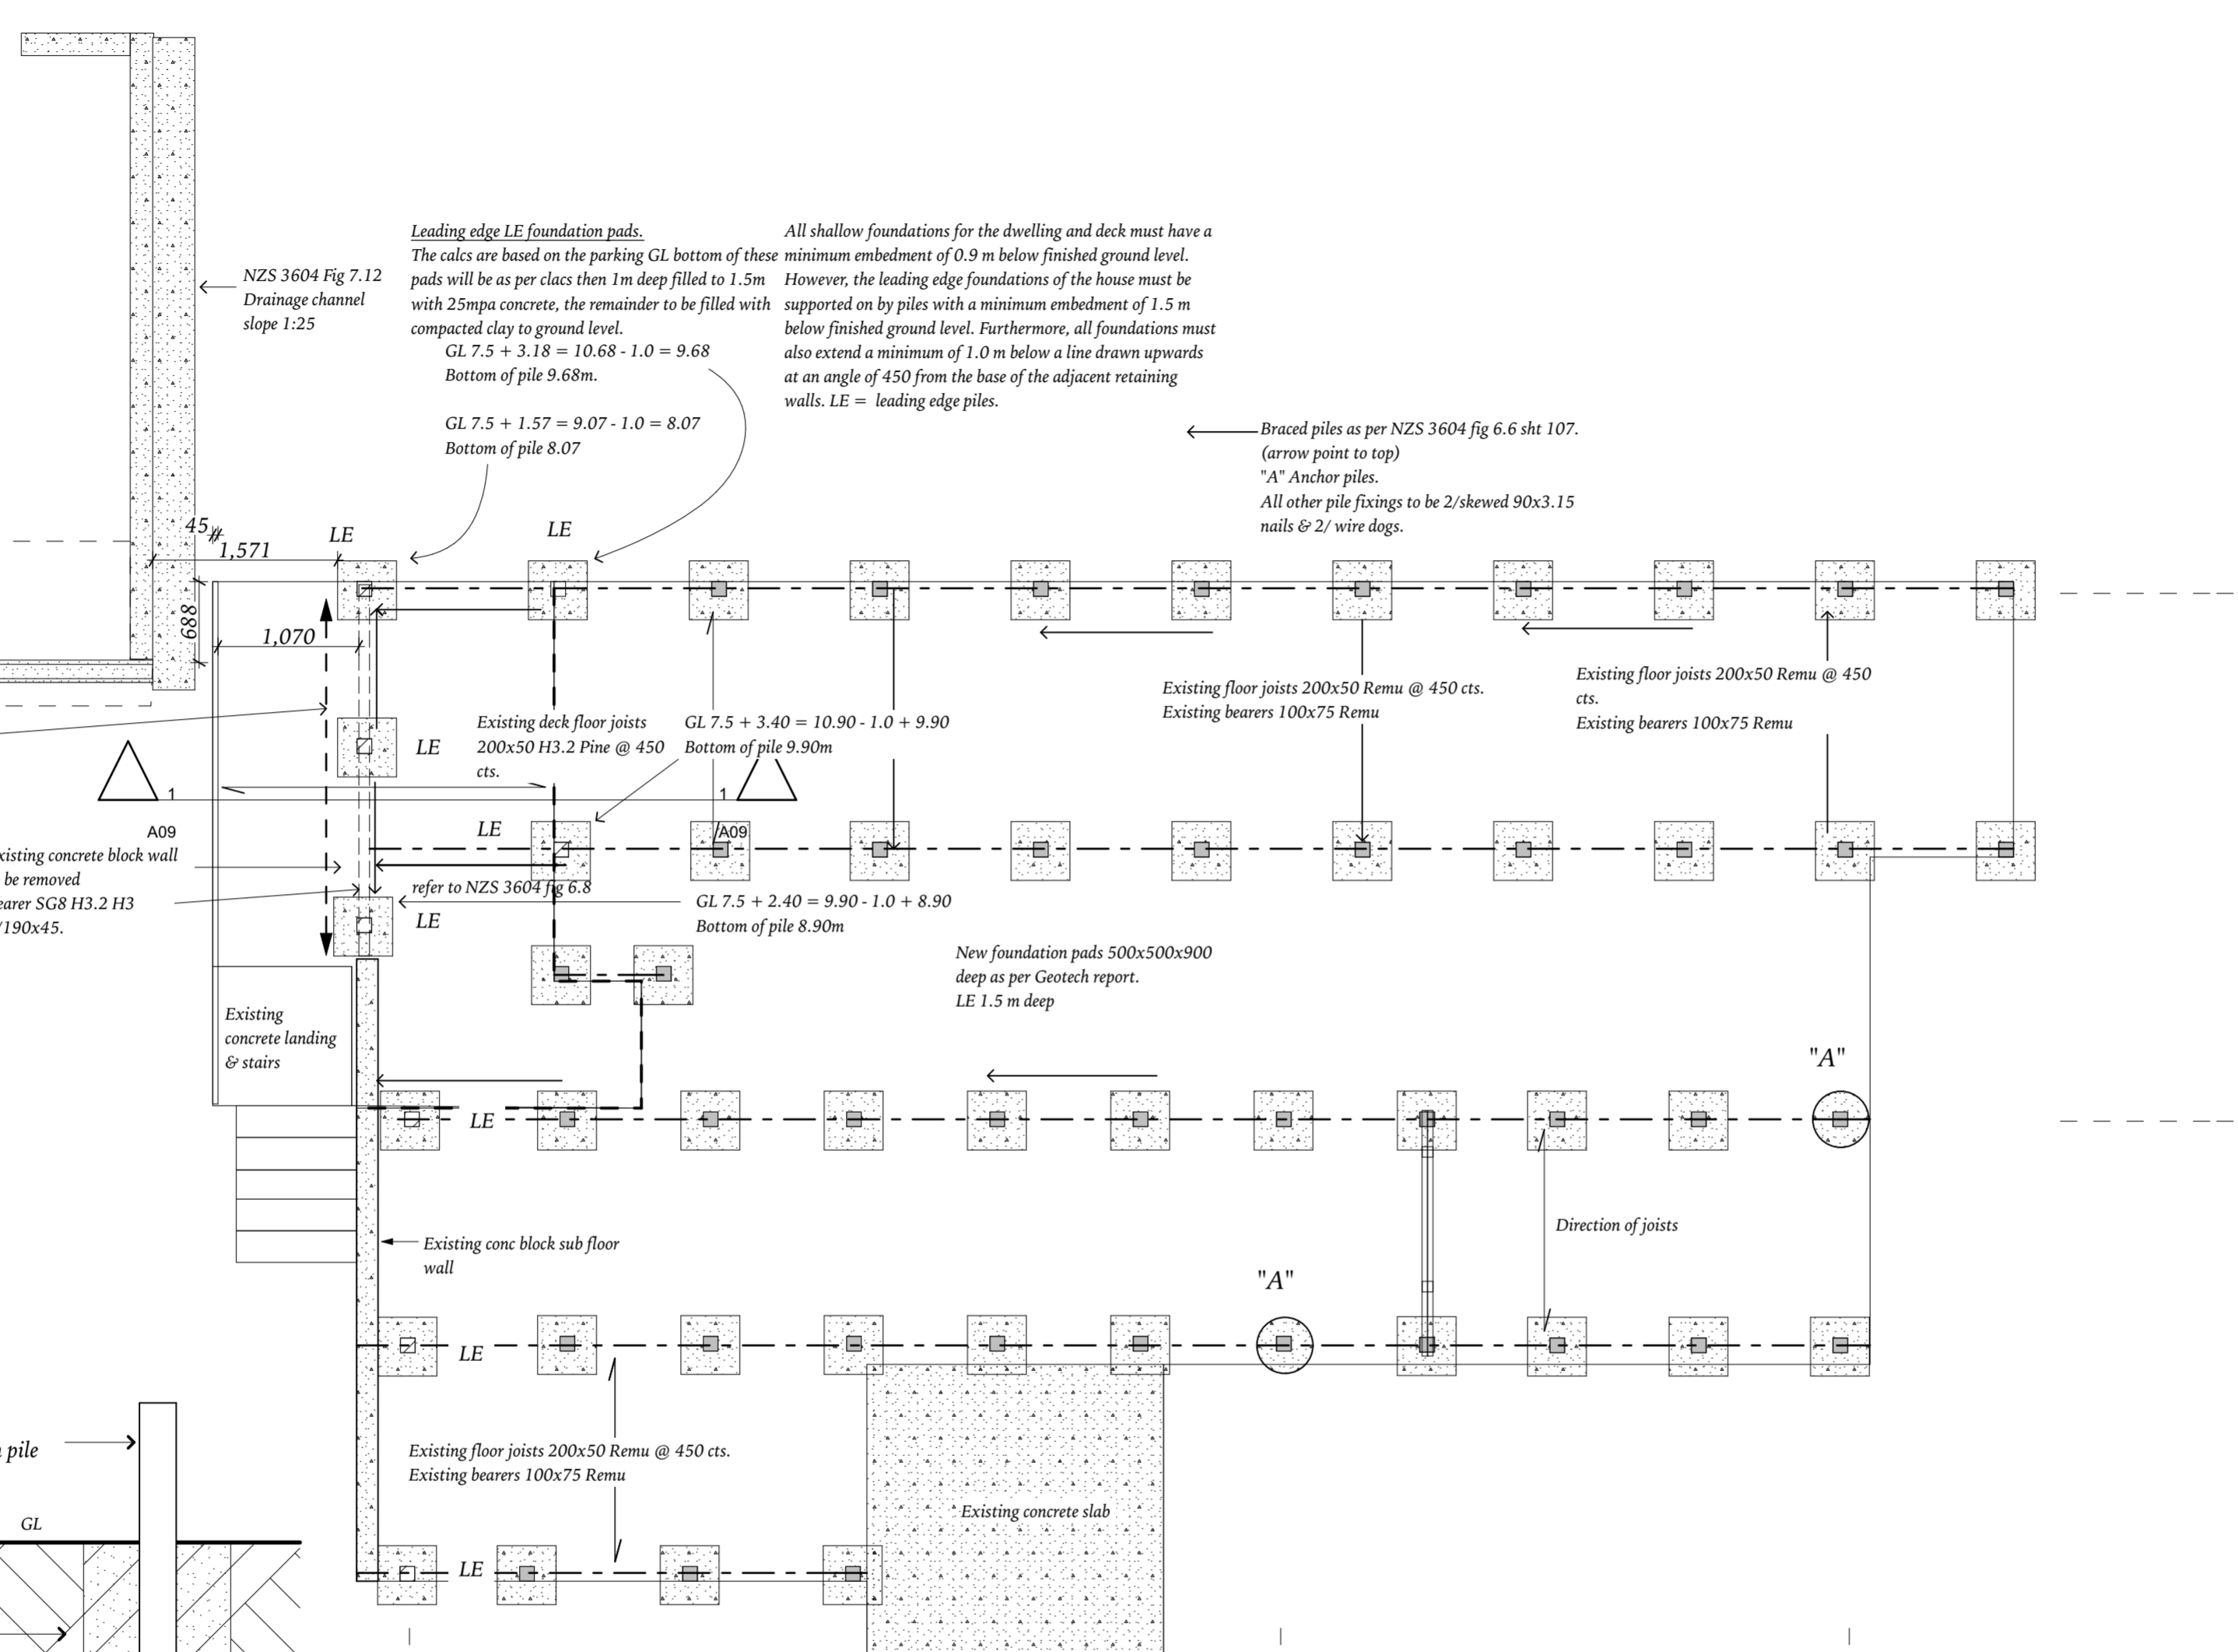 Leading edge LE foundation pads.
The calcs are based on the parking GL bottom of these
pads will be as per clacs then 1m deep filled to 1.5m
with 25mpa concrete, the remainder to be filled with
compacted clay to ground level.
GL 7.5 + 3.18 = 10.68 - 1.0 = 9.68
Bottom of pile 9.68m.
GL 7.5 + 1.57 = 9.07 - 1.0 = 8.07
Bottom of pile 8.07
All shallow foundations for the dwelling and deck must have a
minimum embedment of 0.9 m below finished ground level.
However, the leading edge foundations of the house must be
supported on by piles with a minimum embedment of 1.5 m
below finished ground level. Furthermore, all foundations must
also extend a minimum of 1.0 m below a line drawn upwards
at an angle of 450 from the base of the adjacent retaining
walls. LE = leading edge piles.
NZS 3604 Fig 7.12
Drainage channel
slope 1:25
Braced piles as per NZS 3604 fig 6.6 sht 107.
(arrow point to top)
"A" Anchor piles.
All other pile fixings to be 2/skewed 90x3.15
nails & 2/ wire dogs.
45
1,571
LE
LE
688
1,070
Existing floor joists 200x50 Remu @ 450 cts.
Existing bearers 100x75 Remu
Existing floor joists 200x50 Remu @ 450
cts.
Existing bearers 100x75 Remu
LE
Existing deck floor joists
200x50 H3.2 Pine @ 450
cts.
GL 7.5 + 3.40 = 10.90 - 1.0 + 9.90
Bottom of pile 9.90m
1
1
A09
A09
LE
xisting concrete block wall
be removed
earer SG8 H3.2 H3
/190x45.
refer to NZS 3604 fig 6.8
LE
GL 7.5 + 2.40 = 9.90 - 1.0 + 8.90
Bottom of pile 8.90m
New foundation pads 500x500x900
deep as per Geotech report.
LE 1.5 m deep
Existing
concrete landing
& stairs
"A"
LE
Existing conc block sub floor
wall
Direction of joists
"A"
LE
Existing floor joists 200x50 Remu @ 450 cts.
Existing bearers 100x75 Remu
Existing concrete slab
pile
GL
LE